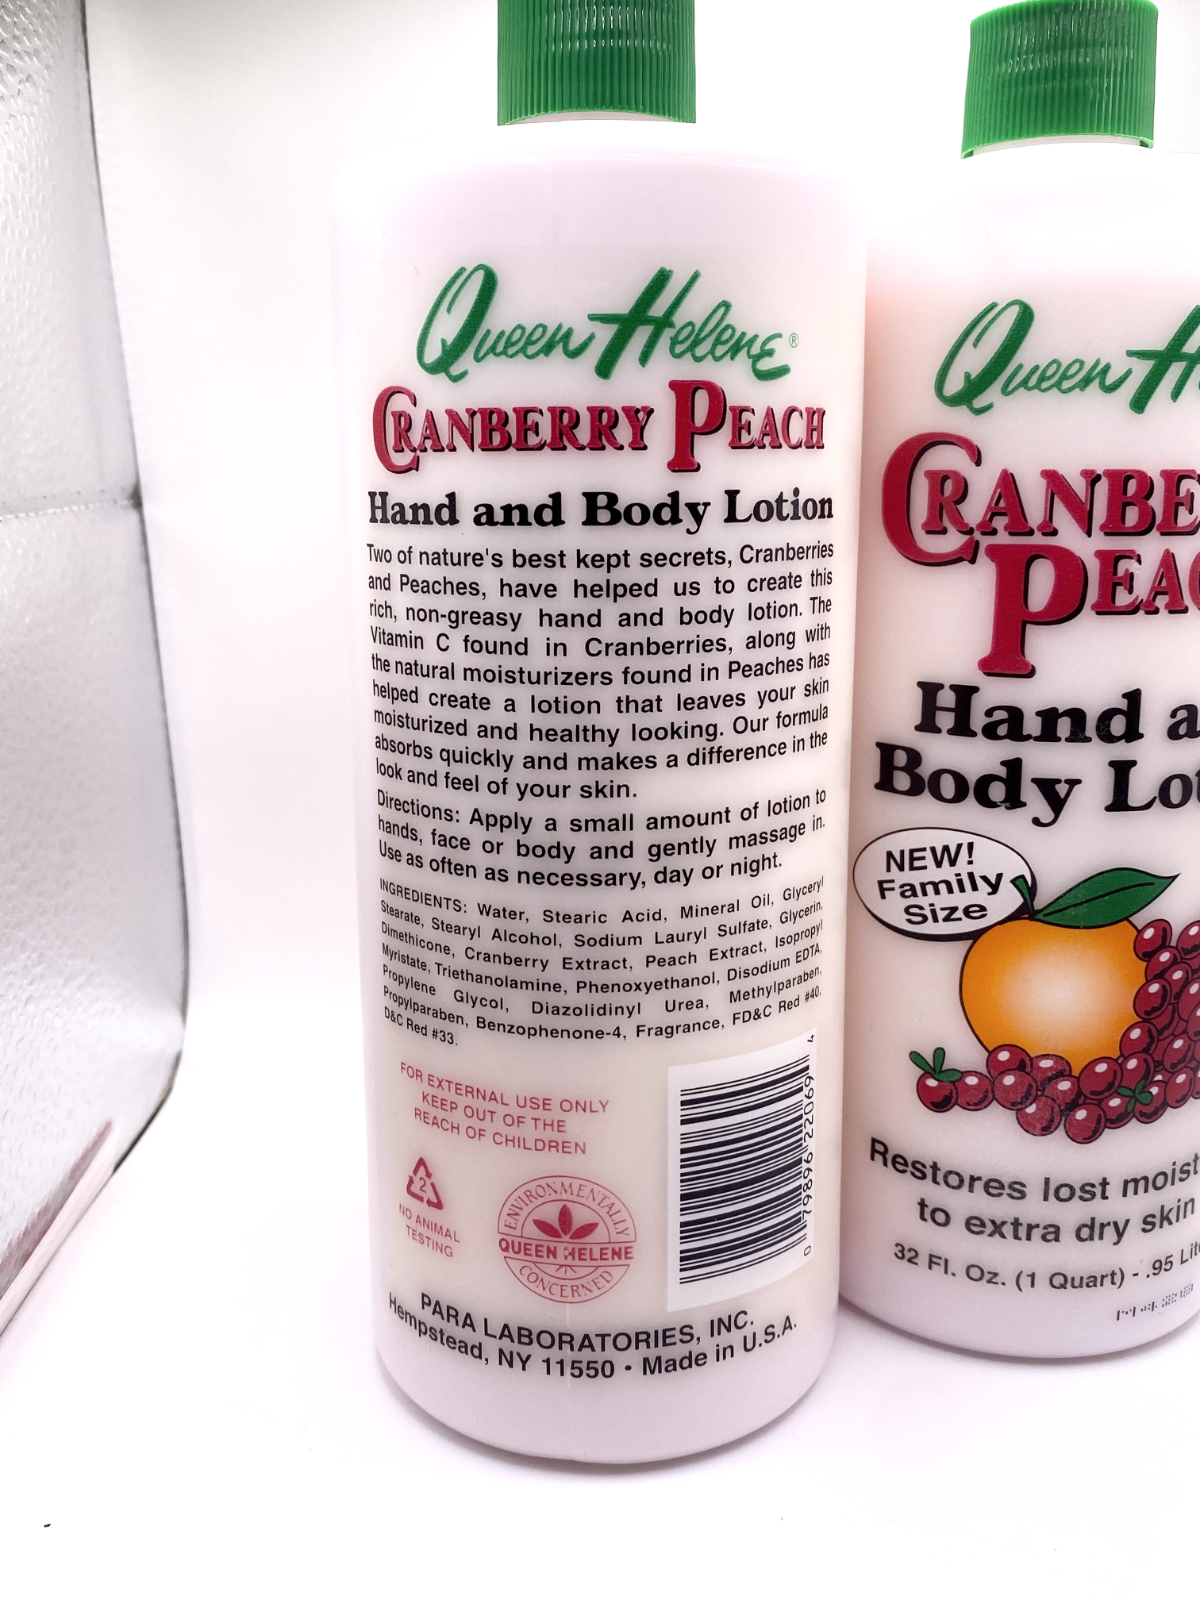 Queen Helene®
CRANBERRY PEACH
Hand and Body Lotion
Two of nature's best kept secrets, Cranberries
and Peaches, have helped us to create this
rich, non-greasy hand and body lotion. The
Vitamin C found in Cranberries, along with
the natural moisturizers found in Peaches has
helped create a lotion that leaves your skin
moisturized and healthy looking. Our formula
absorbs quickly and makes a difference in the
look and feel of your skin.
Directions: Apply a small amount of lotion to
hands, face or body and gently massage in.
Use as often as necessary, day or night.
INGREDIENTS: Water, Stearic Acid, Mineral Oil, Glyceryl
Stearate, Stearyl Alcohol, Sodium Lauryl Sulfate, Glycerin,
Dimethicone, Cranberry Extract, Peach Extract, Isopropyl
Myristate, Triethanolamine, Phenoxyethanol, Disodium EDTA,
Propylene Glycol, Diazolidinyl Urea, Methylparaben,
Propylparaben, Benzophenone-4, Fragrance, FD&C Red #40,
D&C Red #33.
FOR EXTERNAL USE ONLY
KEEP OUT OF THE
REACH OF CHILDREN
2
NO ANIMAL
TESTING
ENVIRONMENTALLY
QUEEN HELENE
CONCERNED
0 79896 22069 4
PARA LABORATORIES, INC.
Hempstead, NY 11550 • Made in U.S.A.
Queen H
CRANBE
PEAC
Hand a
Body Lot
NEW!
Family
Size
Restores lost moist
to extra dry skin
32 Fl. Oz. (1 Quart) - .95 Lit